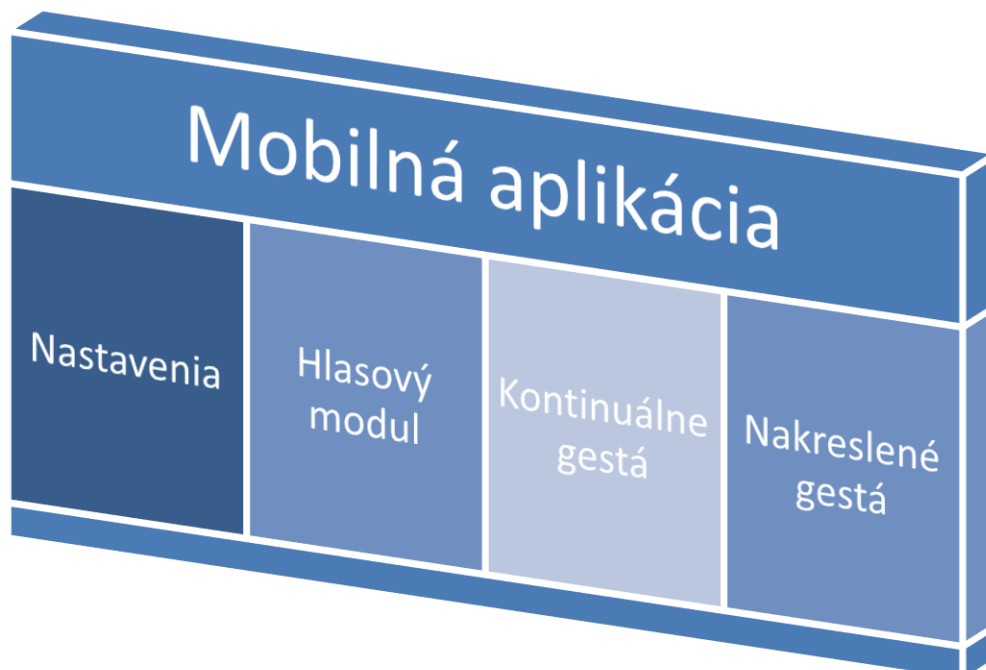 Mobilná aplikácia
Nastavenia
Hlasový
modul
Kontinuálne
gestá
Nakreslené
gestá